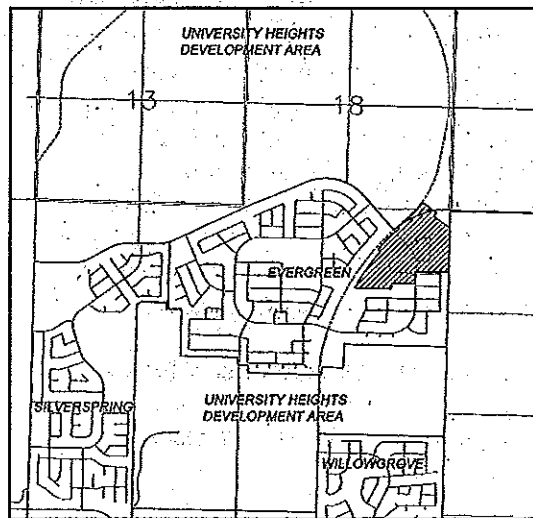 UNIVERSITY HEIGHTS
DEVELOPMENT AREA
13
18
EVERGREEN
UNIVERSITY HEIGHTS
DEVELOPMENT AREA
SILVERSPRING
WILLOWGROVE